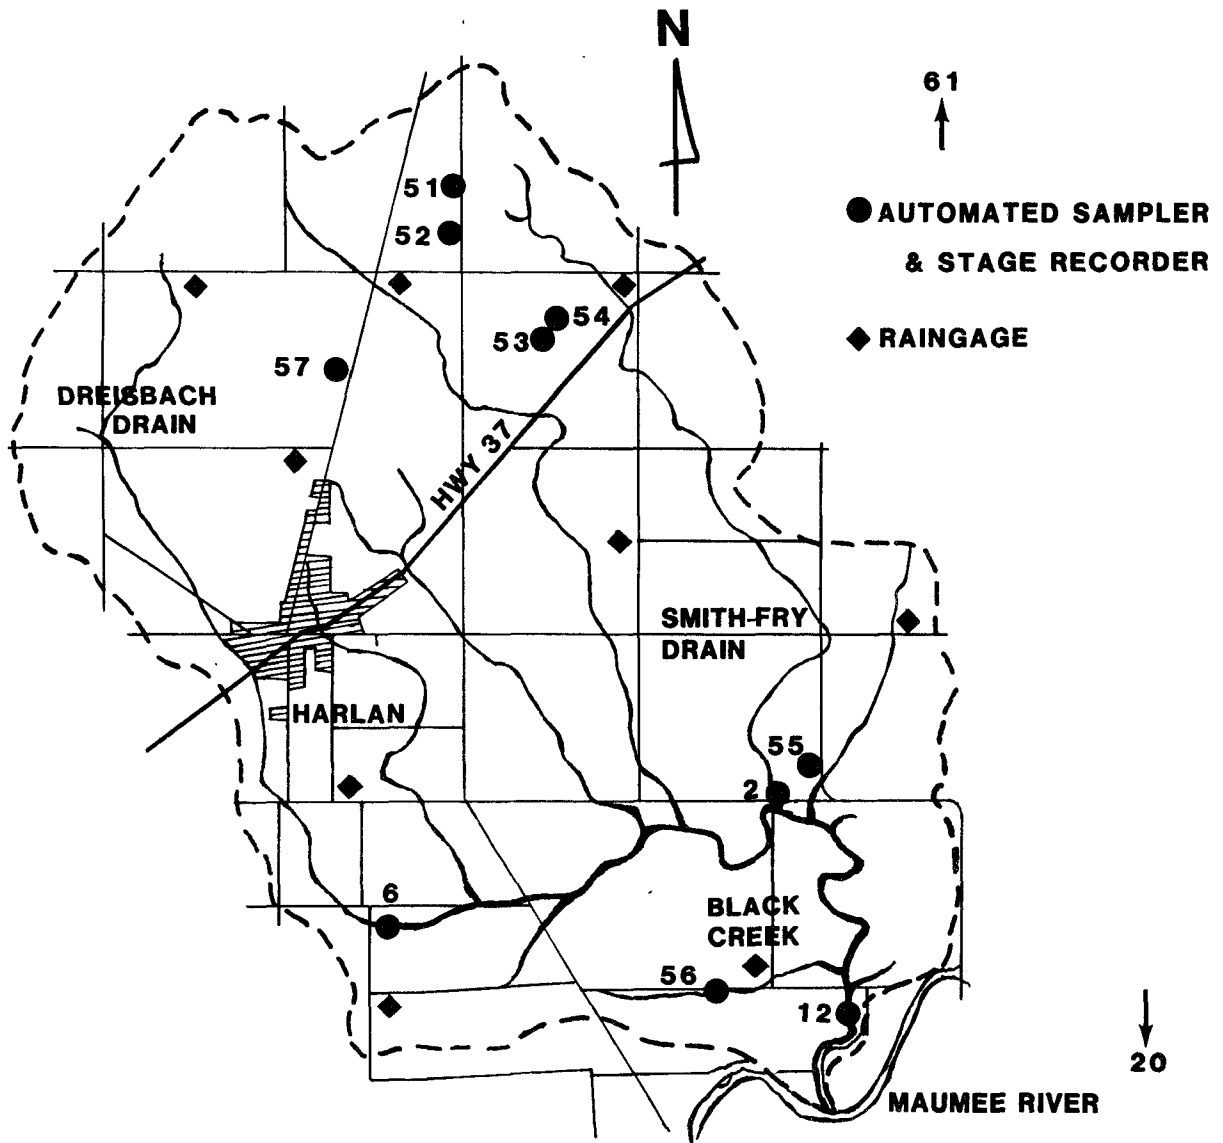 N
61
51
AUTOMATED SAMPLER
52
& STAGE RECORDER
54
53
RAINGAGE
57
DREISBACH
DRAIN
HWY 37
SMITH-FRY
DRAIN
HARLAN
55
2
6
BLACK
CREEK
56
12
20
MAUMEE RIVER